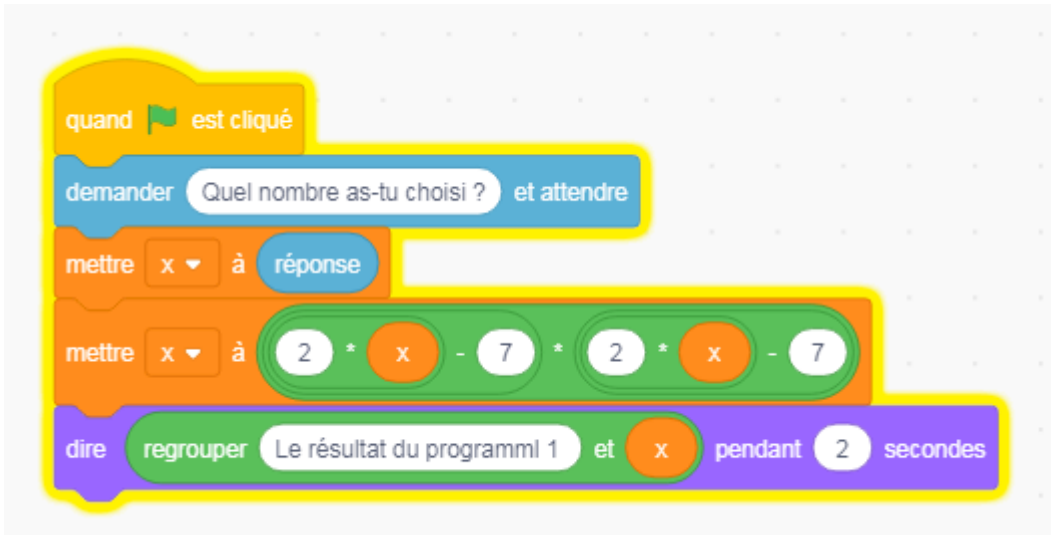 quand est cliqué
demander Quel nombre as-tu choisi ? et attendre
mettre x à réponse
mettre x à 2 * x - 7 * 2 * x - 7
dire regrouper Le résultat du programml 1 et x pendant 2 secondes